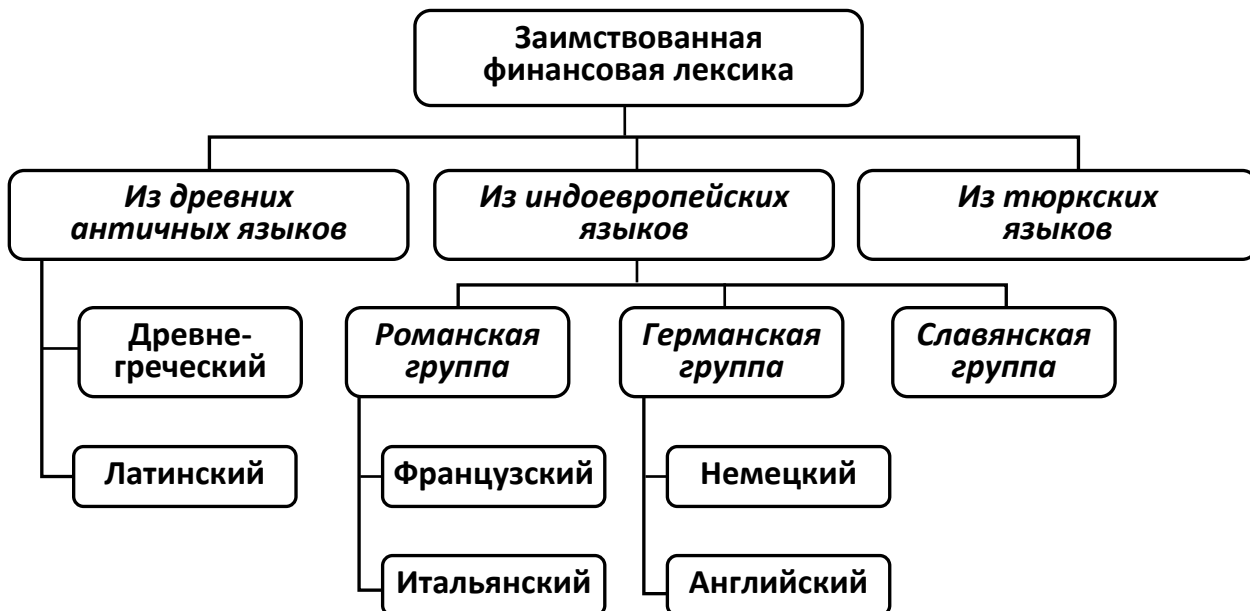 Заимствованная
финансовая лексика
Из древних
античных языков
Из индоевропейских
языков
Из тюркских
языков
Древне-
греческий
Латинский
Романская
группа
Французский
Итальянский
Германская
группа
Немецкий
Английский
Славянская
группа